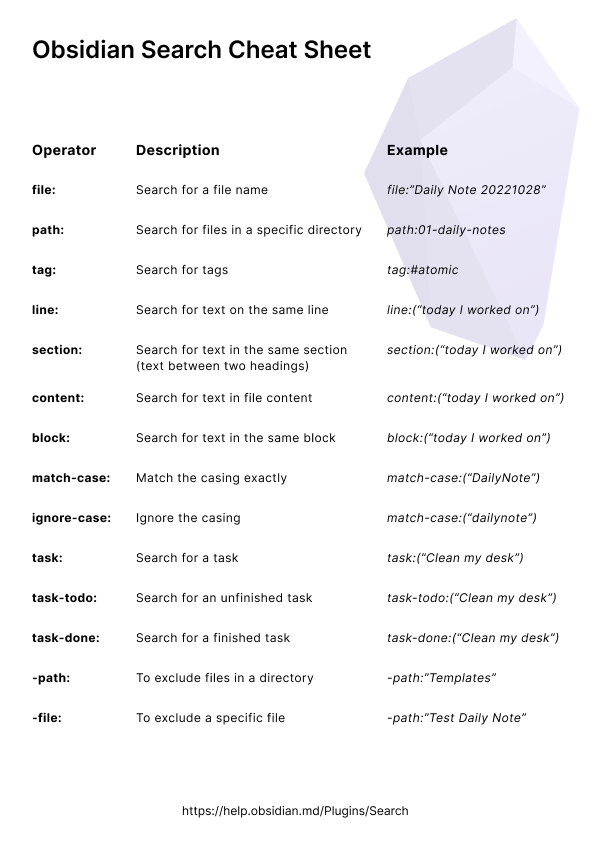 Obsidian Search Cheat Sheet
Operator Description Example
file: Search for a file name file:”Daily Note 20221028”
path: Search for files in a specific directory path:01-daily-notes
tag: Search for tags tag:#atomic
line: Search for text on the same line line:(“today I worked on”)
section: Search for text in the same section section:(“today I worked on”)
(text between two headings)
content: Search for text in file content content:(“today I worked on”)
block: Search for text in the same block block:(“today I worked on”)
match-case: Match the casing exactly match-case:(“DailyNote”)
ignore-case: Ignore the casing match-case:(“dailynote”)
task: Search for a task task:(“Clean my desk”)
task-todo: Search for an unfinished task task-todo:(“Clean my desk”)
task-done: Search for a finished task task-done:(“Clean my desk”)
-path: To exclude files in a directory -path:”Templates”
-file: To exclude a specific file -path:”Test Daily Note”
https://help.obsidian.md/Plugins/Search